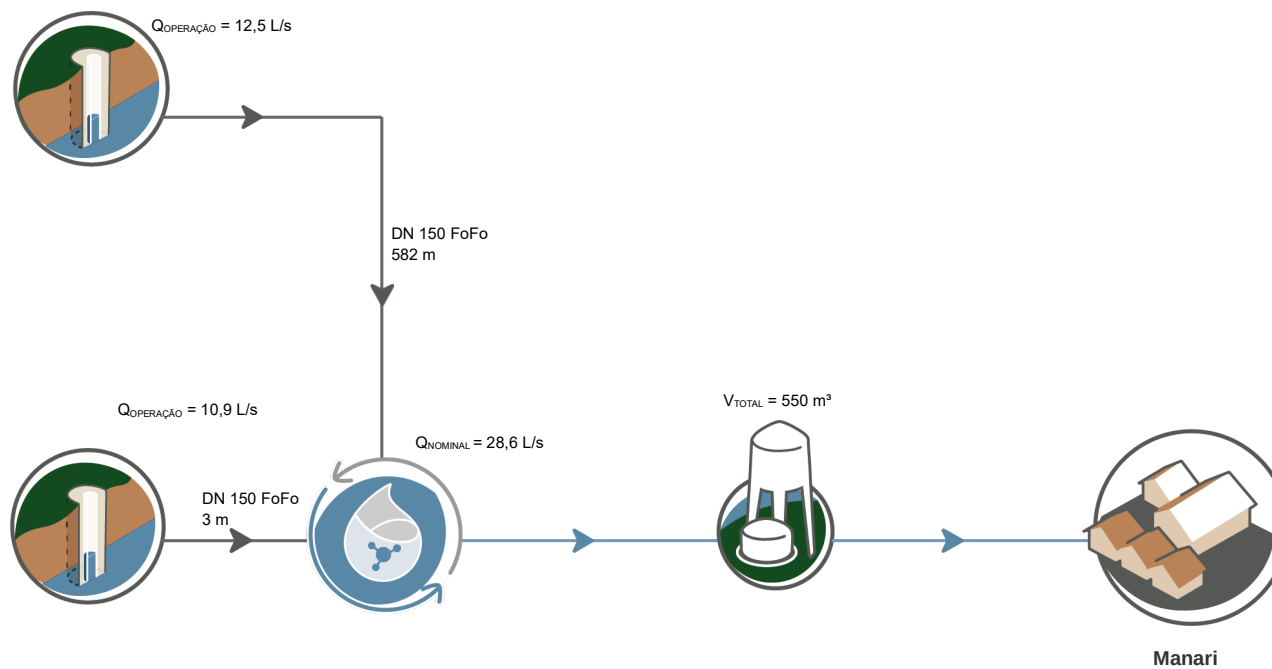 QOPERAÇÃO = 12,5 L/s
DN 150 FoFo
582 m
QOPERAÇÃO = 10,9 L/s
DN 150 FoFo
3 m
QNOMINAL = 28,6 L/s
VTOTAL = 550 m³
Manari